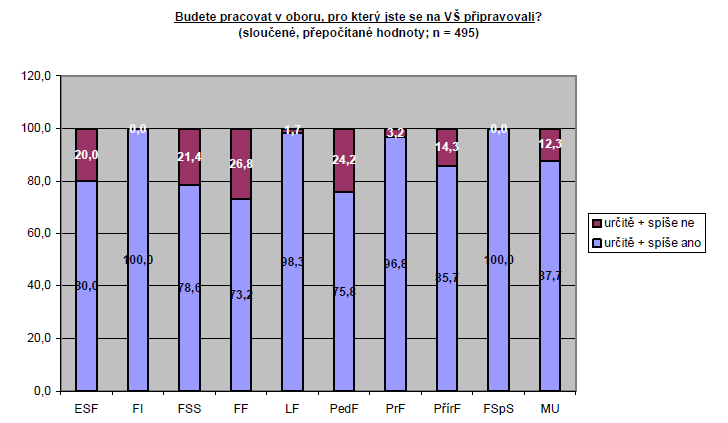 Budete pracovat v oboru, pro který jste se na VŠ připravovali?
(sloučené, přepočítané hodnoty; n = 495)
120,0
100,0
80,0
60,0
40,0
20,0
0,0
20,0 0,0 21,4 26,8 1,7 24,2 3,2 14,3 0,0 12,3
80,0 100,0 78,6 73,2 98,3 75,8 96,8 85,7 100,0 87,7
ESF FI FSS FF LF PedF PrF PřírF FSpS MU
určitě + spíše ne
určitě + spíše ano